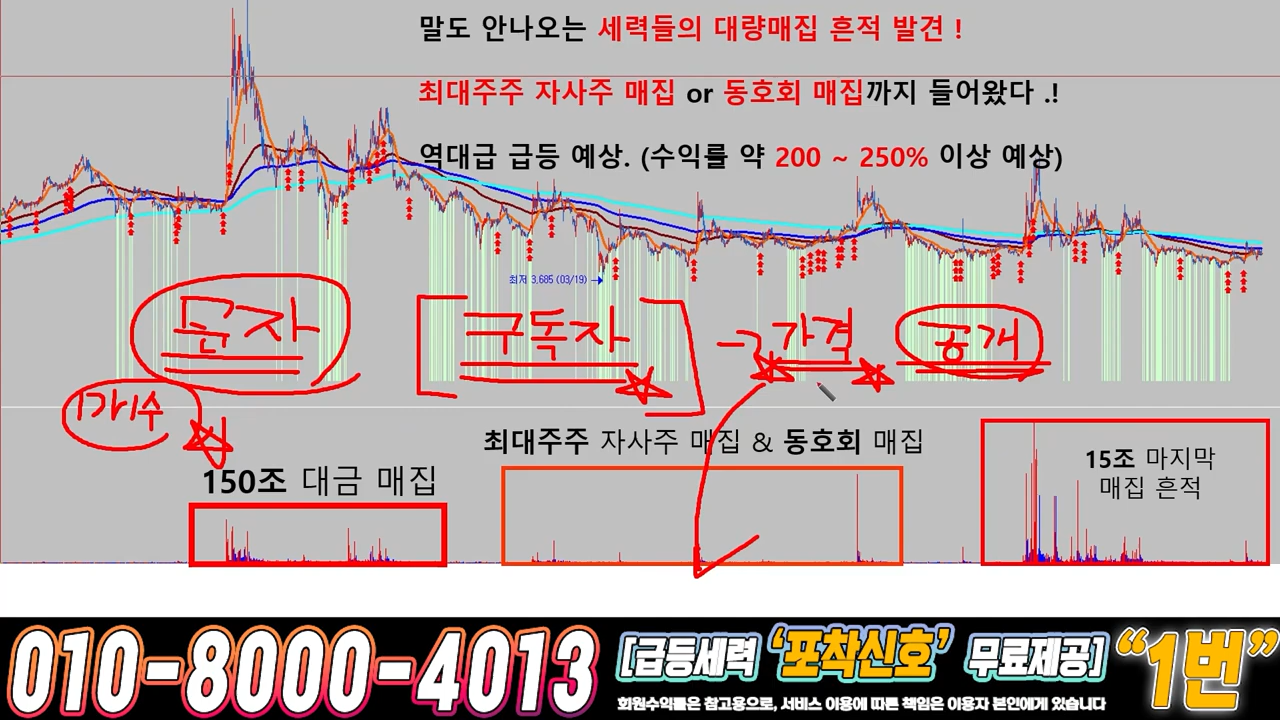 말도 안나오는 세력들의 대량매집 흔적 발견 !
최대주주 자사주 매집 or 동호회 매집까지 들어왔다 .!
역대급 급등 예상. (수익률 약 200 ~ 250% 이상 예상)
최저 3,685 (03/19)
문자
구독자
가격
공개
최대주주 자사주 매집 & 동호회 매집
150조 대금 매집
15조 마지막
매집 흔적
010-8000-4013
[급등세력 '포착신호' 무료제공] "1번"
회원수익률은 참고용으로, 서비스 이용에 따른 책임은 이용자 본인에게 있습니다